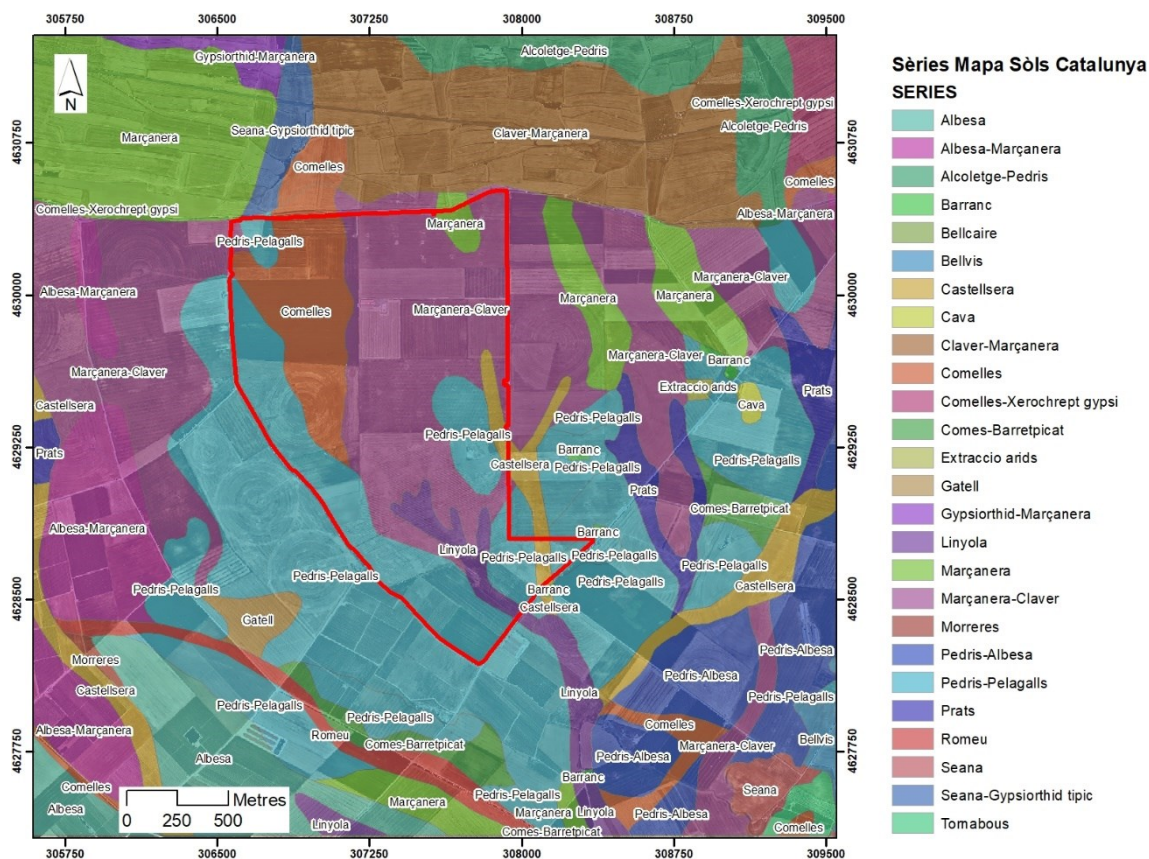 305750 306500 307250 308000 308750 309500
Alcoletge-Pedris
Gypsiorthid-Marçanera
N
Comelles-Xerochrept gypsi
4630750
Marçanera
Seana-Gypsiorthid tipic
Claver-Marçanera
Alcoletge-Pedris
4630750
Comelles
Comelles
Comelles-Xerochrept gypsi
Albesa-Marçanera
Marçanera
Pedris-Pelagalls
Marçanera-Claver
4630000
Albesa-Marçanera
Marçanera
Marçanera
4630000
Comelles
Marçanera-Claver
Marçanera-Claver
Barranc
Marçanera-Claver
Extraccio arids
Prats
Castellsera
Cava
Pedris-Pelagalls
Pedris-Pelagalls
4629250
Prats
Barranc
4629250
Castellsera
Pedris-Pelagalls
Pedris-Pelagalls
Prats
Comes-Barretpicat
Albesa-Marçanera
Barranc
Linyola
Pedris-Pelagalls
Pedris-Pelagalls
Pedris-Pelagalls
Pedris-Pelagalls
Pedris-Pelagalls
Pedris-Pelagalls
Castellsera
4628500
Barranc
4628500
Castellsera
Gatell
Pedris-Albesa
Morreres
Pedris-Albesa
Castellsera
Linyola
Pedris-Pelagalls
Pedris-Pelagalls
Pedris-Pelagalls
Comelles
Albesa-Marçanera
Romeu
Bellvis
4627750
Comes-Barretpicat
Marçanera-Claver
4627750
Albesa
Pedris-Albesa
Comelles
Barranc
Metres
Pedris-Pelagalls
Seana
Albesa
Marçanera
Marçanera
Linyola
Pedris-Albesa
0 250 500
Linyola
Comes-Barretpicat
Comelles
305750 306500 307250 308000 308750 309500
Sèries Mapa Sòls Catalunya
SERIES
Albesa
Albesa-Marçanera
Alcoletge-Pedris
Barranc
Bellcaire
Bellvis
Castellsera
Cava
Claver-Marçanera
Comelles
Comelles-Xerochrept gypsi
Comes-Barretpicat
Extraccio arids
Gatell
Gypsiorthid-Marçanera
Linyola
Marçanera
Marçanera-Claver
Morreres
Pedris-Albesa
Pedris-Pelagalls
Prats
Romeu
Seana
Seana-Gypsiorthid tipic
Tornabous